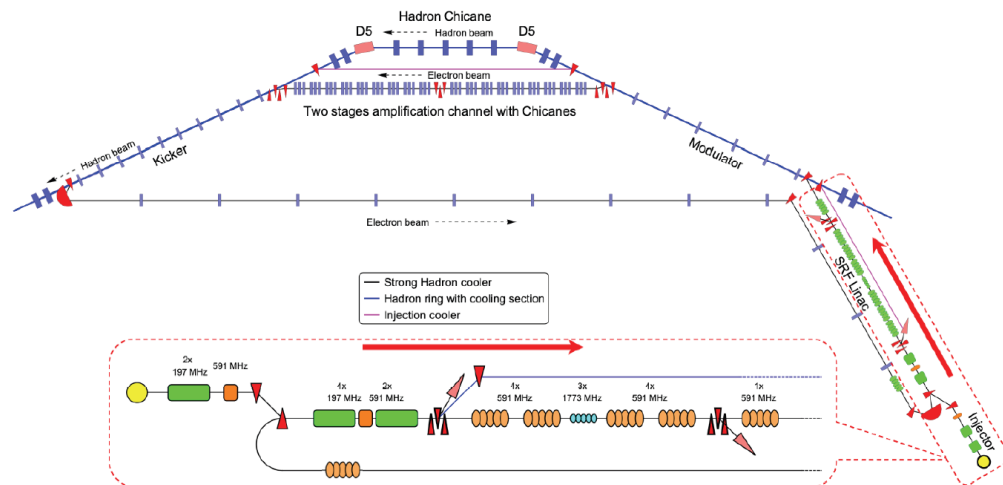 Hadron Chicane
D5
Hadron beam
D5
Electron beam
Two stages amplification channel with Chicanes
Hadron beam
Kicker
Modulator
Electron beam
SRF Linac
Injector
Strong Hadron cooler
Hadron ring with cooling section
Injection cooler
2x
197 MHz
591 MHz
4x
197 MHz
2x
591 MHz
4x
591 MHz
3x
1773 MHz
4x
591 MHz
1x
591 MHz